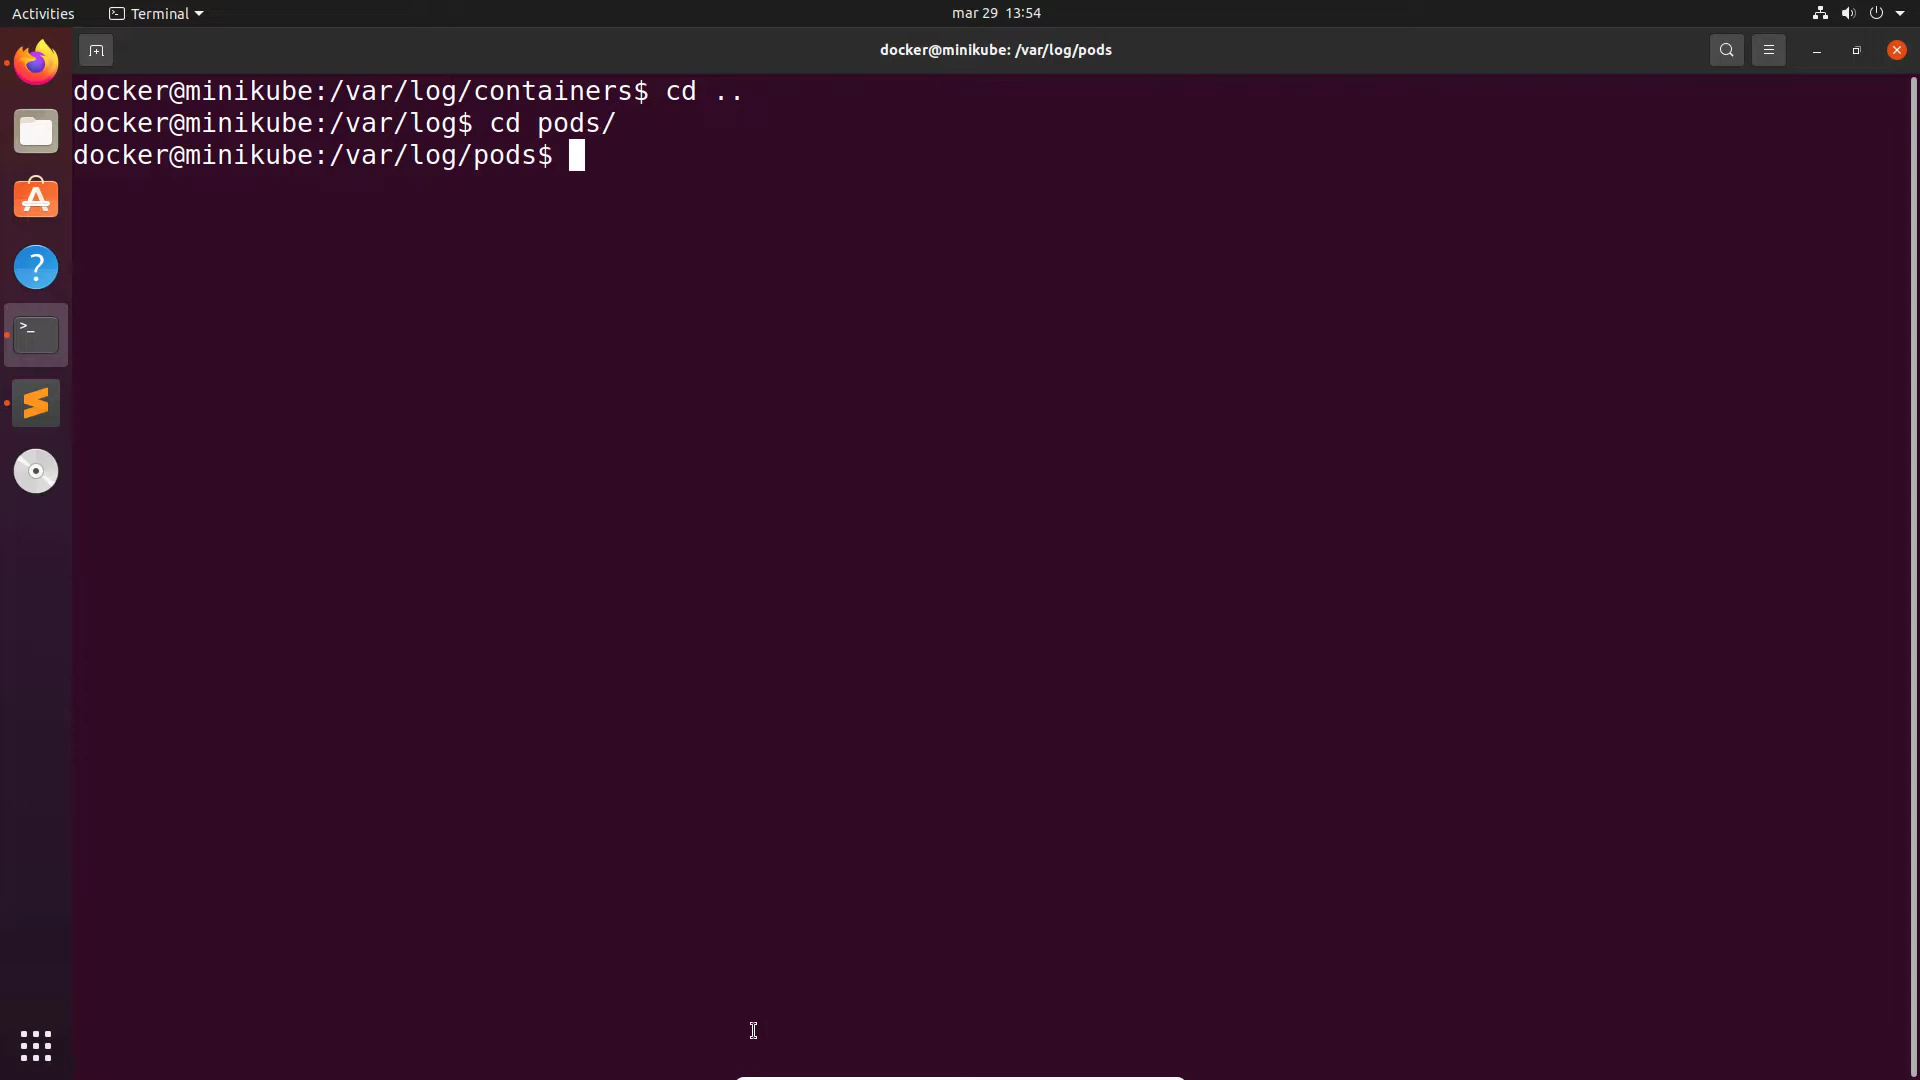 Activities Terminal mar 29 13:54
docker@minikube: /var/log/pods
docker@minikube:/var/log/containers$ cd ..
docker@minikube:/var/log$ cd pods/
docker@minikube:/var/log/pods$